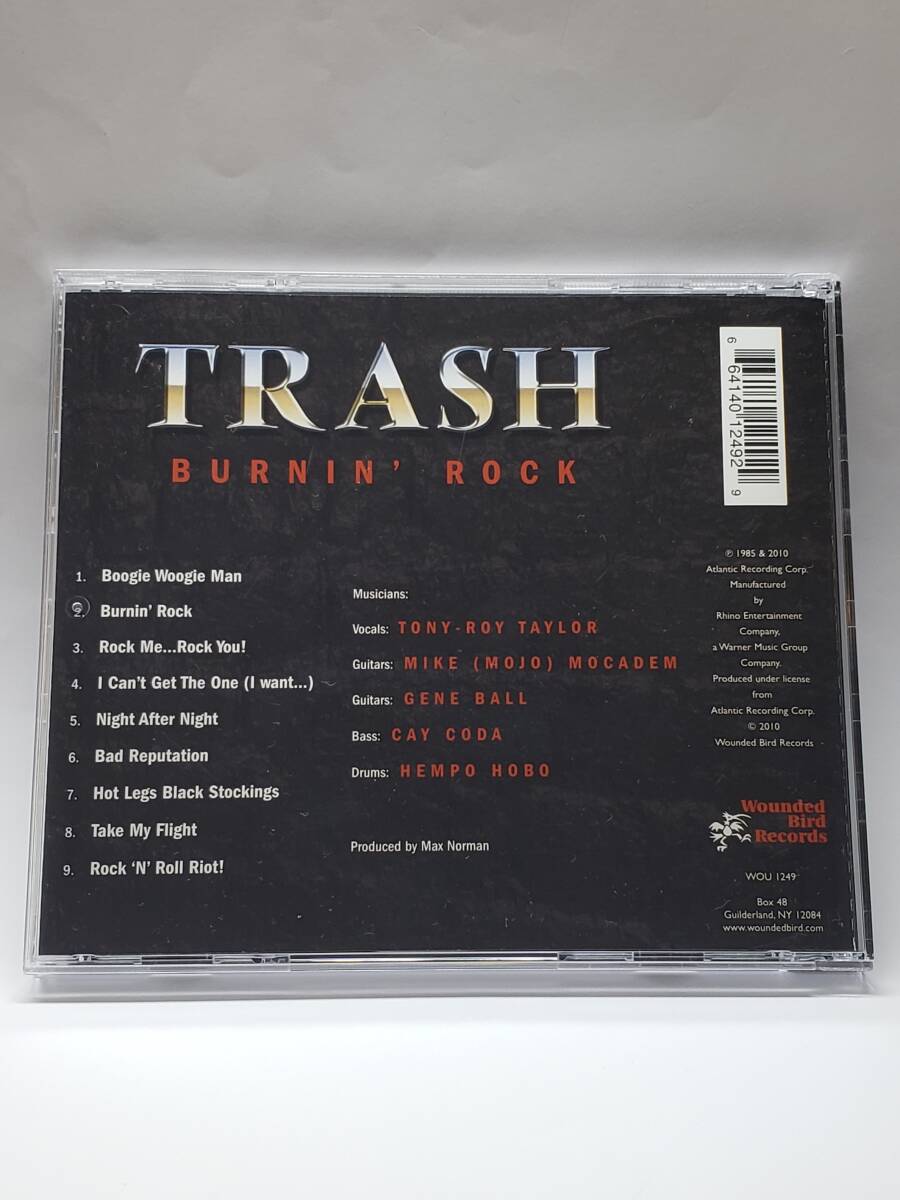 TRASH
BURNIN' ROCK
1. Boogie Woogie Man
2. Burnin' Rock
3. Rock Me...Rock You!
4. I Can't Get The One (I want...)
5. Night After Night
6. Bad Reputation
7. Hot Legs Black Stockings
8. Take My Flight
9. Rock 'N' Roll Riot!
Musicians:
Vocals: TONY-ROY TAYLOR
Guitars: MIKE (MOJO) MOCADEM
Guitars: GENE BALL
Bass: CAY CODA
Drums: HEMPO HOBO
Produced by Max Norman
6 64140 12492 9
℗ 1985 & 2010
Atlantic Recording Corp.
Manufactured
by
Rhino Entertainment
Company,
a Warner Music Group
Company.
Produced under license
from
Atlantic Recording Corp.
© 2010
Wounded Bird Records
Wounded
Bird
Records
WOU 1249
Box 48
Guilderland, NY 12084
www.woundedbird.com